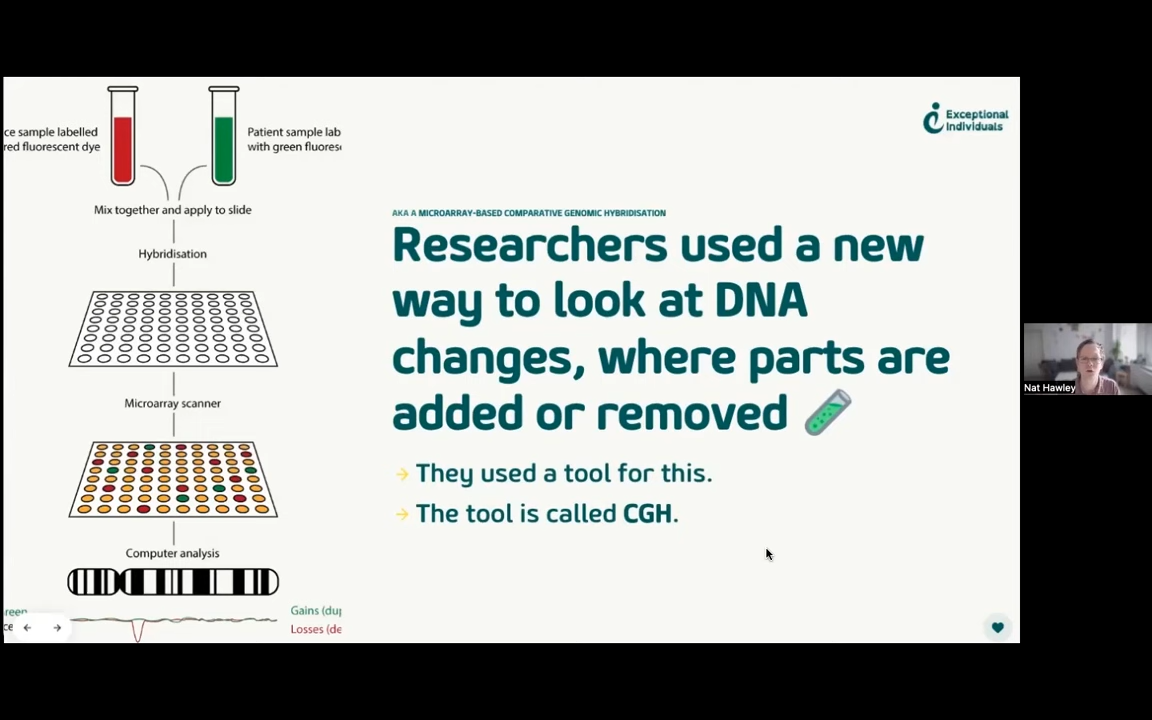 ce sample labelled
red fluorescent dye
Patient sample lab
with green fluores
Mix together and apply to slide
Hybridisation
Microarray scanner
Computer analysis
reen
ce
Gains (dup
Losses (de
Exceptional
Individuals
AKA A MICROARRAY-BASED COMPARATIVE GENOMIC HYBRIDISATION
Researchers used a new
way to look at DNA
changes, where parts are
added or removed
→ They used a tool for this.
→ The tool is called CGH.
Nat Hawley